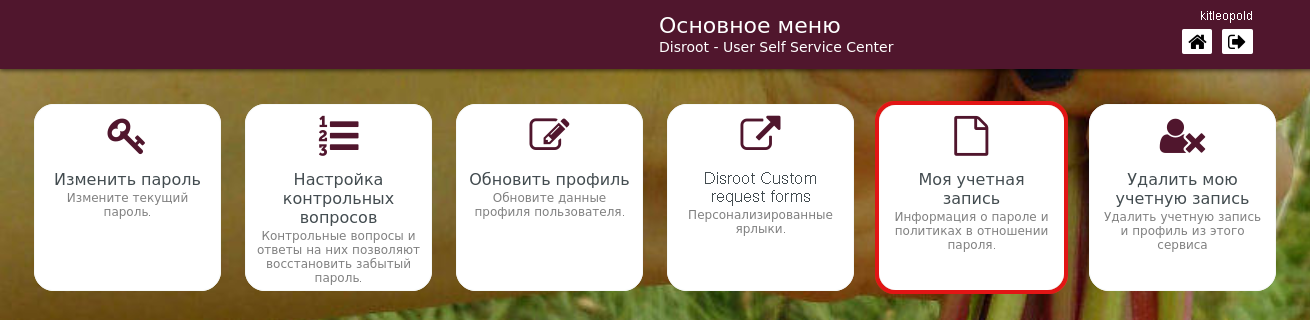 Основное меню
Disroot - User Self Service Center
kitleopold
Изменить пароль
Измените текущий
пароль.
Настройка
контрольных
вопросов
Контрольные вопросы и
ответы на них позволяют
восстановить забытый
пароль.
Обновить профиль
Обновите данные
профиля пользователя.
Disroot Custom
request forms
Персонализированные
ярлыки.
Моя учетная
запись
Информация о пароле и
политиках в отношении
пароля.
Удалить мою
учетную запись
Удалить учетную запись
и профиль из этого
сервиса